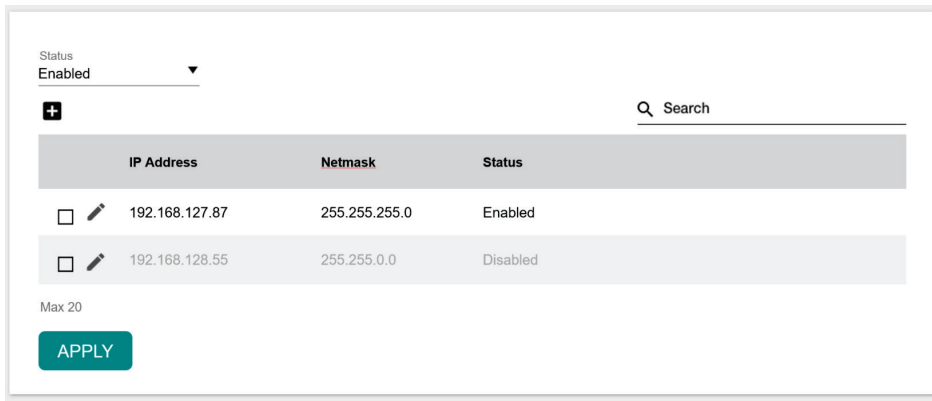 Status
Enabled
Search
IP Address Netmask Status
192.168.127.87 255.255.255.0 Enabled
192.168.128.55 255.255.0.0 Disabled
Max 20
APPLY